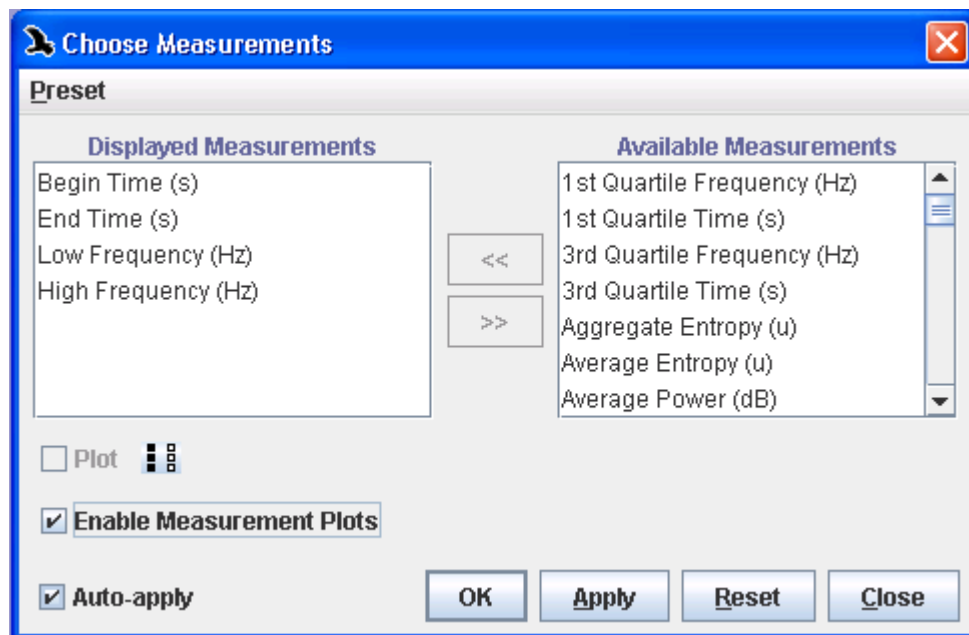 Choose Measurements
Preset
Displayed Measurements
Begin Time (s)
End Time (s)
Low Frequency (Hz)
High Frequency (Hz)
<<
>>
Available Measurements
1st Quartile Frequency (Hz)
1st Quartile Time (s)
3rd Quartile Frequency (Hz)
3rd Quartile Time (s)
Aggregate Entropy (u)
Average Entropy (u)
Average Power (dB)
Plot
Enable Measurement Plots
Auto-apply
OK
Apply
Reset
Close